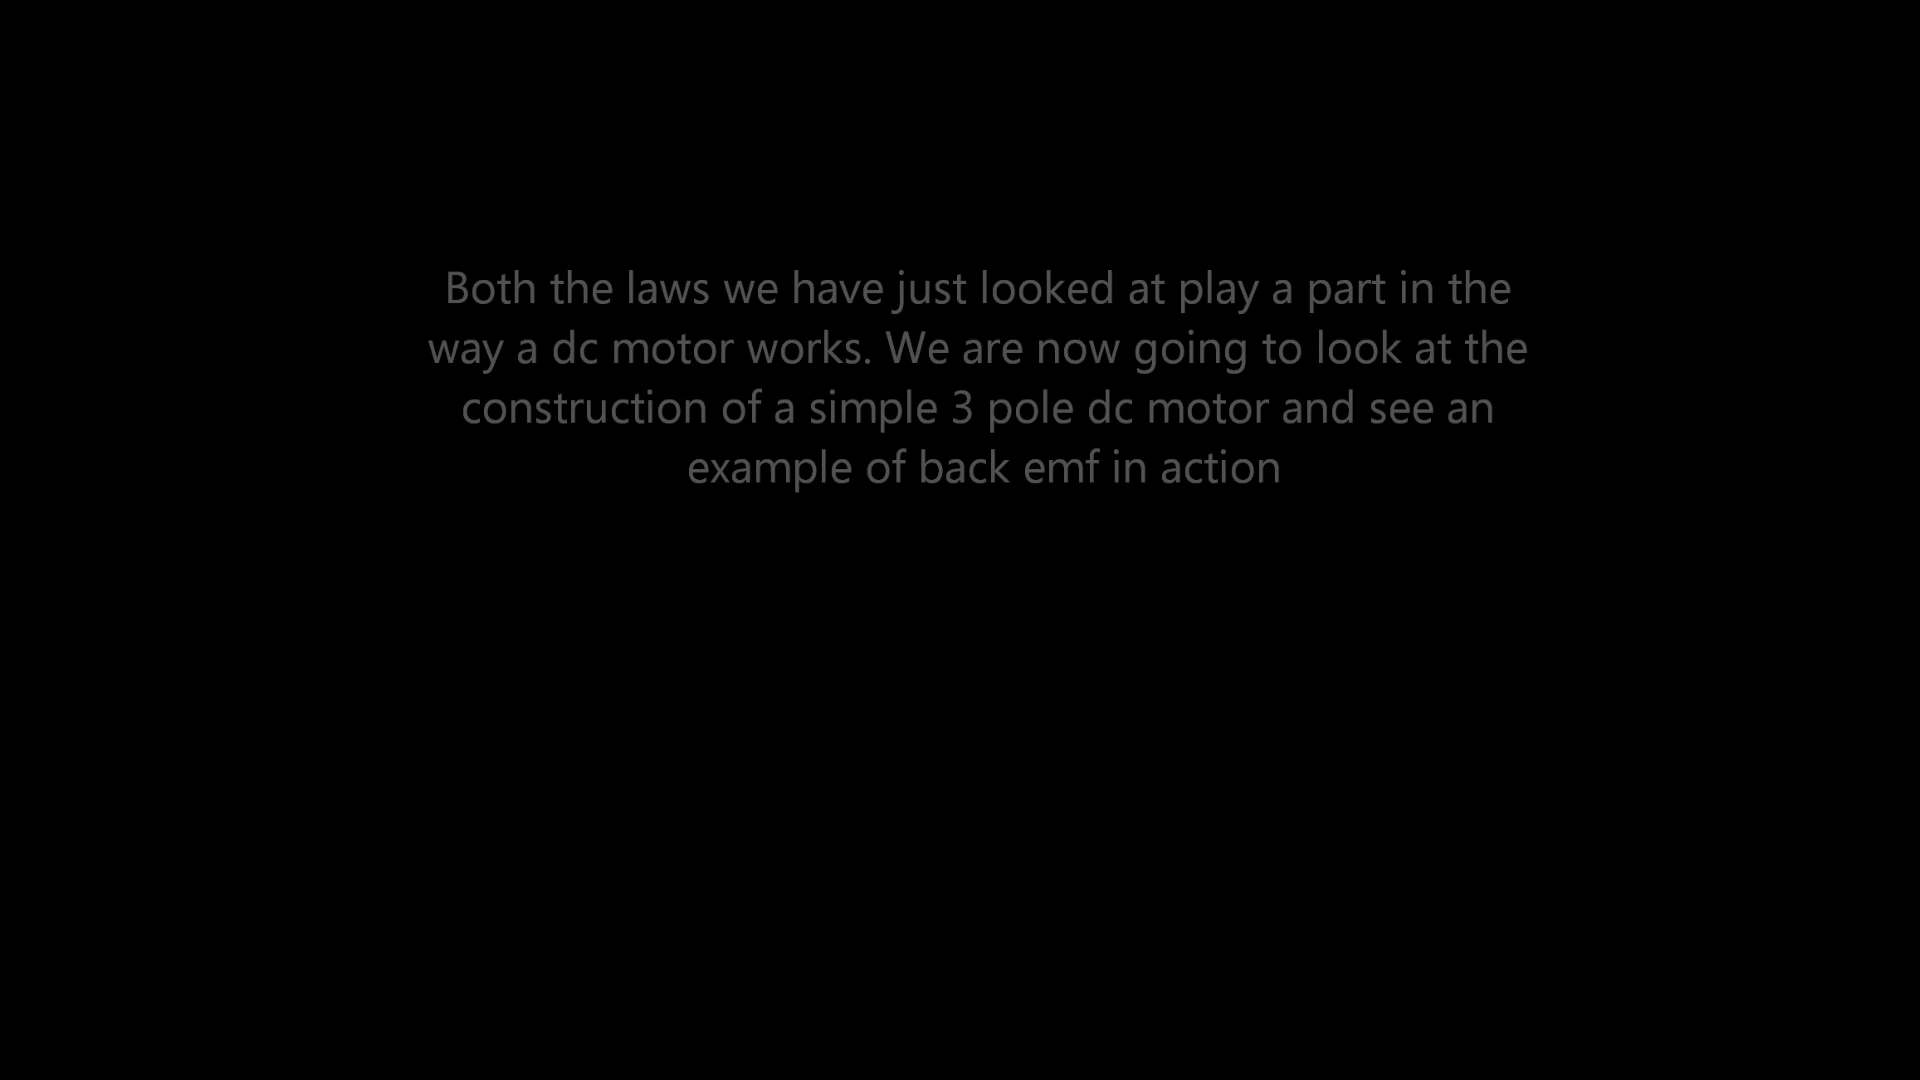 Both the laws we have just looked at play a part in the
way a dc motor works. We are now going to look at the
construction of a simple 3 pole dc motor and see an
example of back emf in action